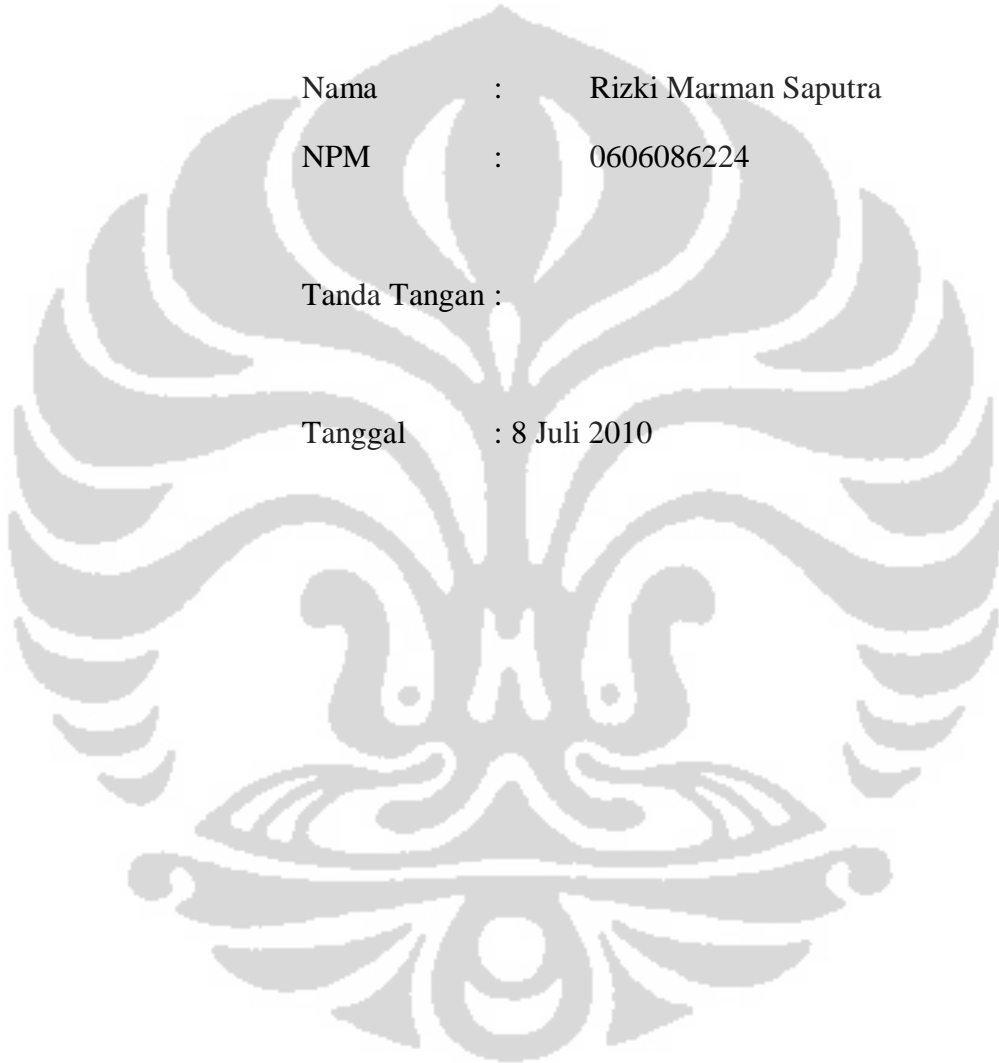 Nama : Rizki Marman Saputra
NPM : 0606086224
Tanda Tangan :
Tanggal : 8 Juli 2010